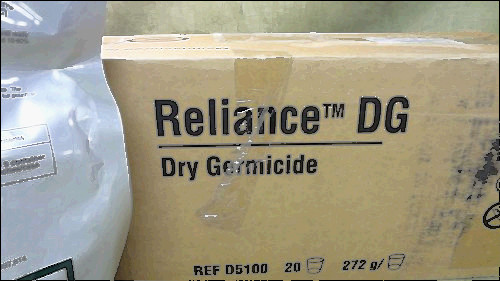 Reliance™ DG
Dry Germicide
REF D5100 20 272 g/